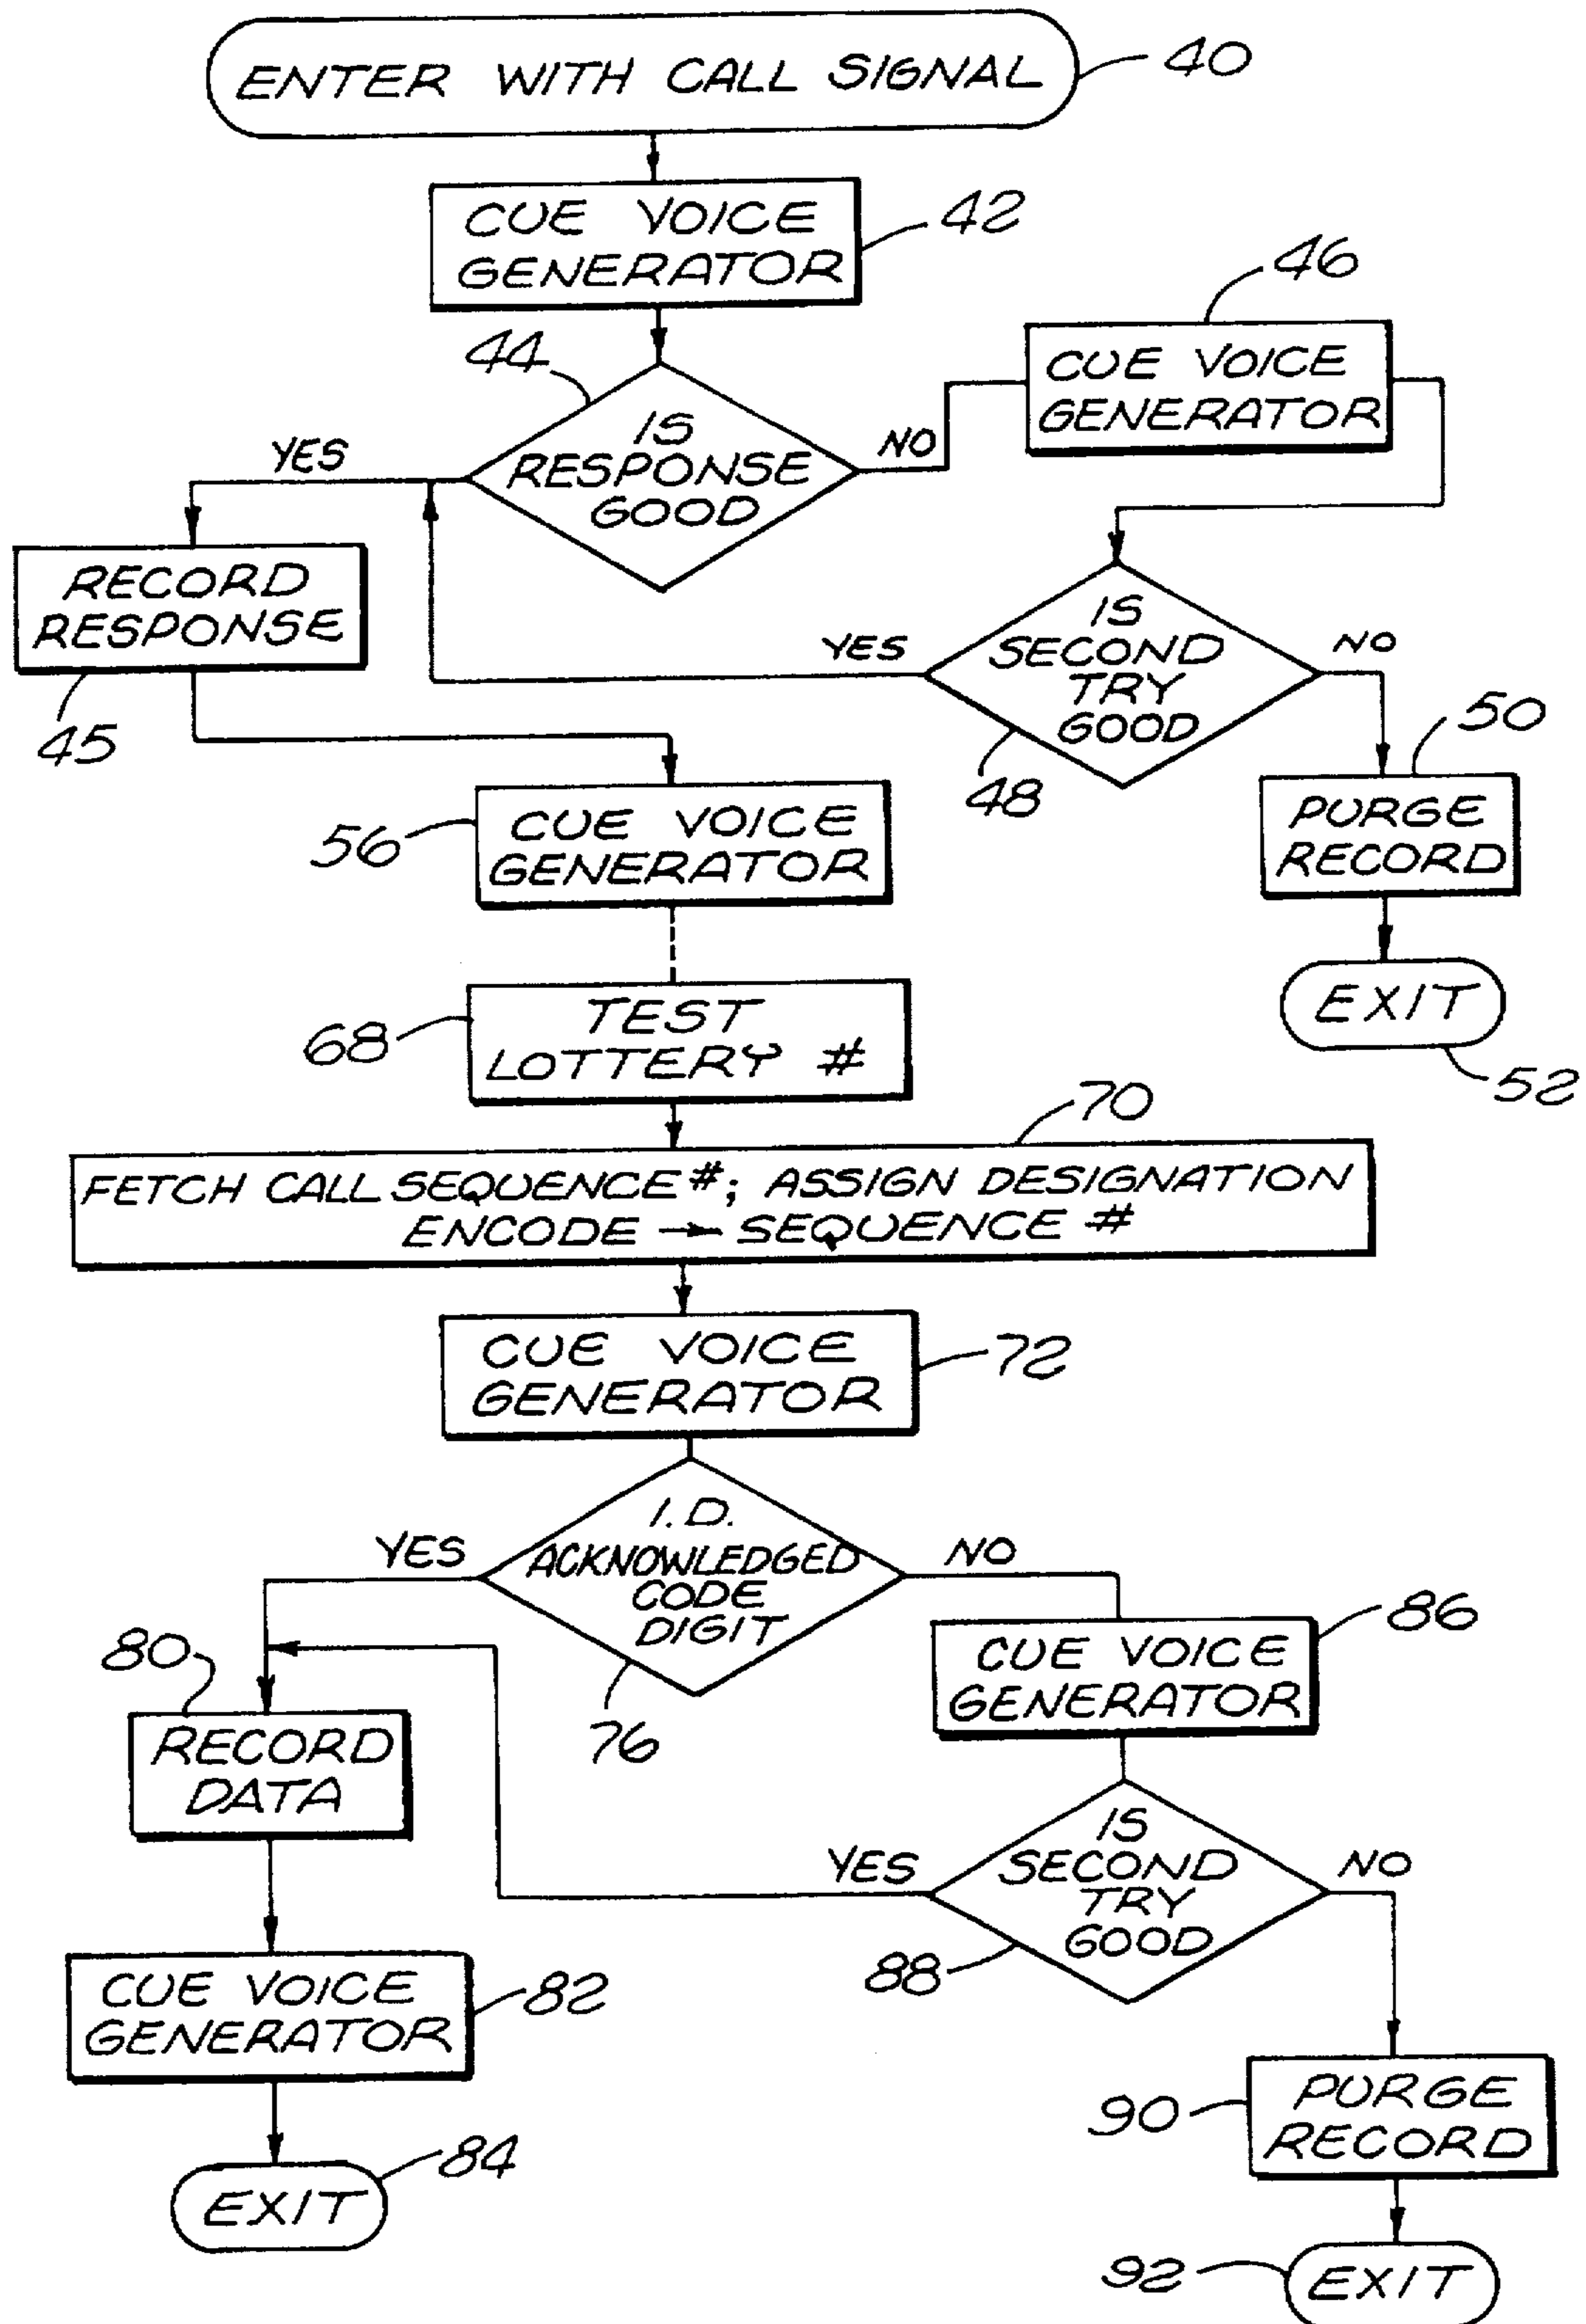 ENTER WITH CALL SIGNAL
40
CUE VOICE
GENERATOR
42
44
IS
RESPONSE
GOOD
YES
NO
46
CUE VOICE
GENERATOR
RECORD
RESPONSE
45
IS
SECOND
TRY
GOOD
YES
NO
48
50
PURGE
RECORD
EXIT
52
56
CUE VOICE
GENERATOR
68
TEST
LOTTERY #
70
FETCH CALL SEQUENCE #; ASSIGN DESIGNATION
ENCODE → SEQUENCE #
CUE VOICE
GENERATOR
72
I.D.
ACKNOWLEDGED
CODE
DIGIT
YES
NO
76
86
CUE VOICE
GENERATOR
80
RECORD
DATA
IS
SECOND
TRY
GOOD
YES
NO
88
CUE VOICE
GENERATOR
82
EXIT
84
90
PURGE
RECORD
92
EXIT